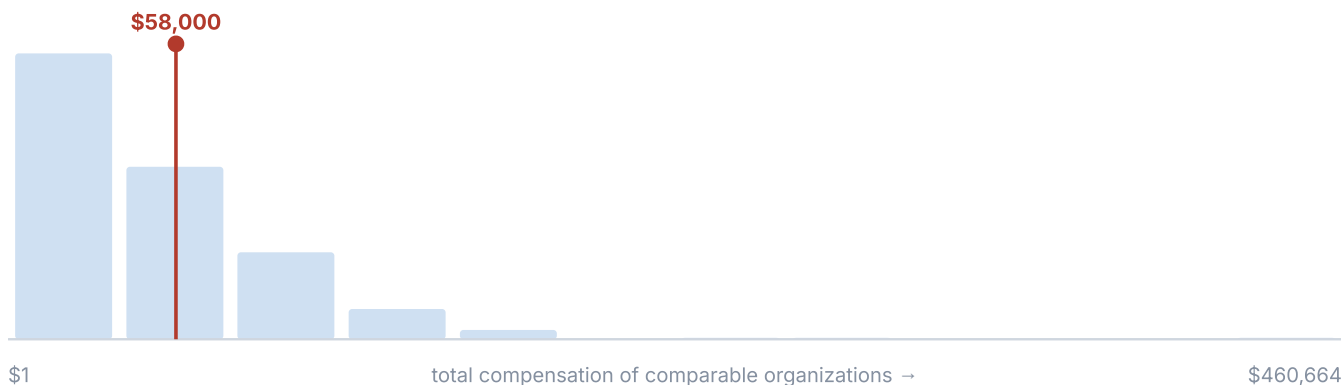 $58,000
$1
total compensation of comparable organizations →
$460,664